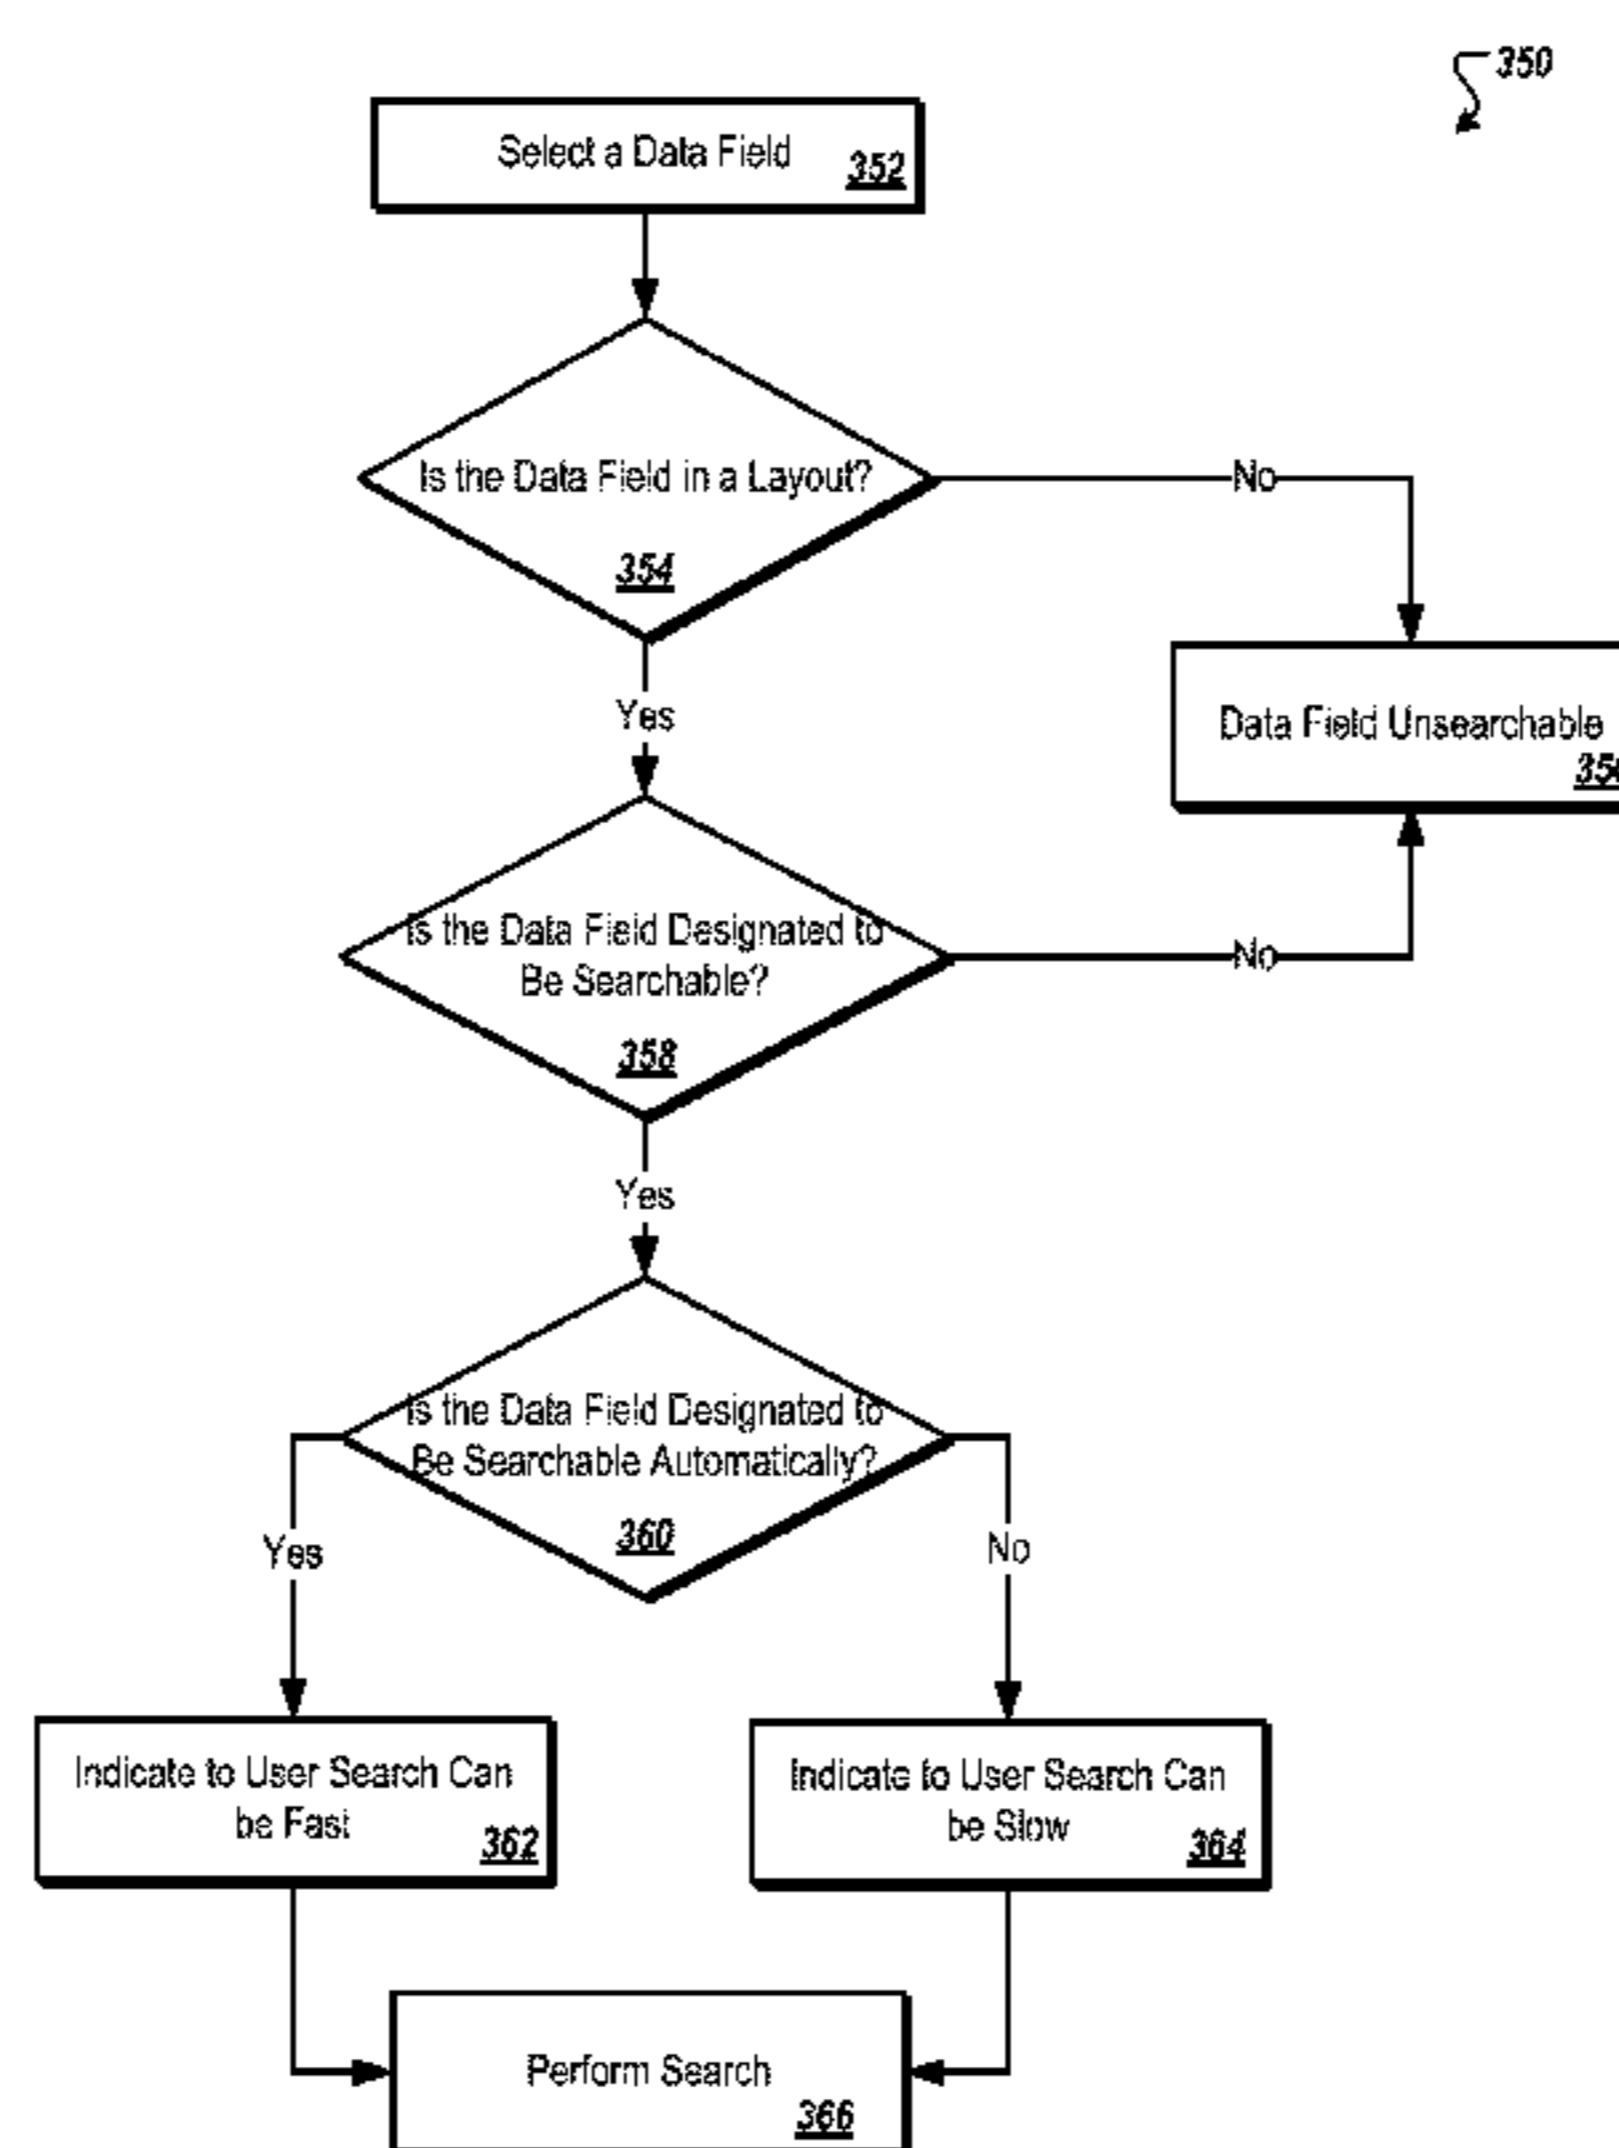 350
Select a Data Field
352
Is the Data Field in a Layout?
354
No
Yes
Data Field Unsearchable
Is the Data Field Designated to
Be Searchable?
358
No
Yes
Is the Data Field Designated to
Be Searchable Automatically?
360
Yes
No
Indicate to User Search Can
be Fast
362
Indicate to User Search Can
be Slow
364
Perform Search
366